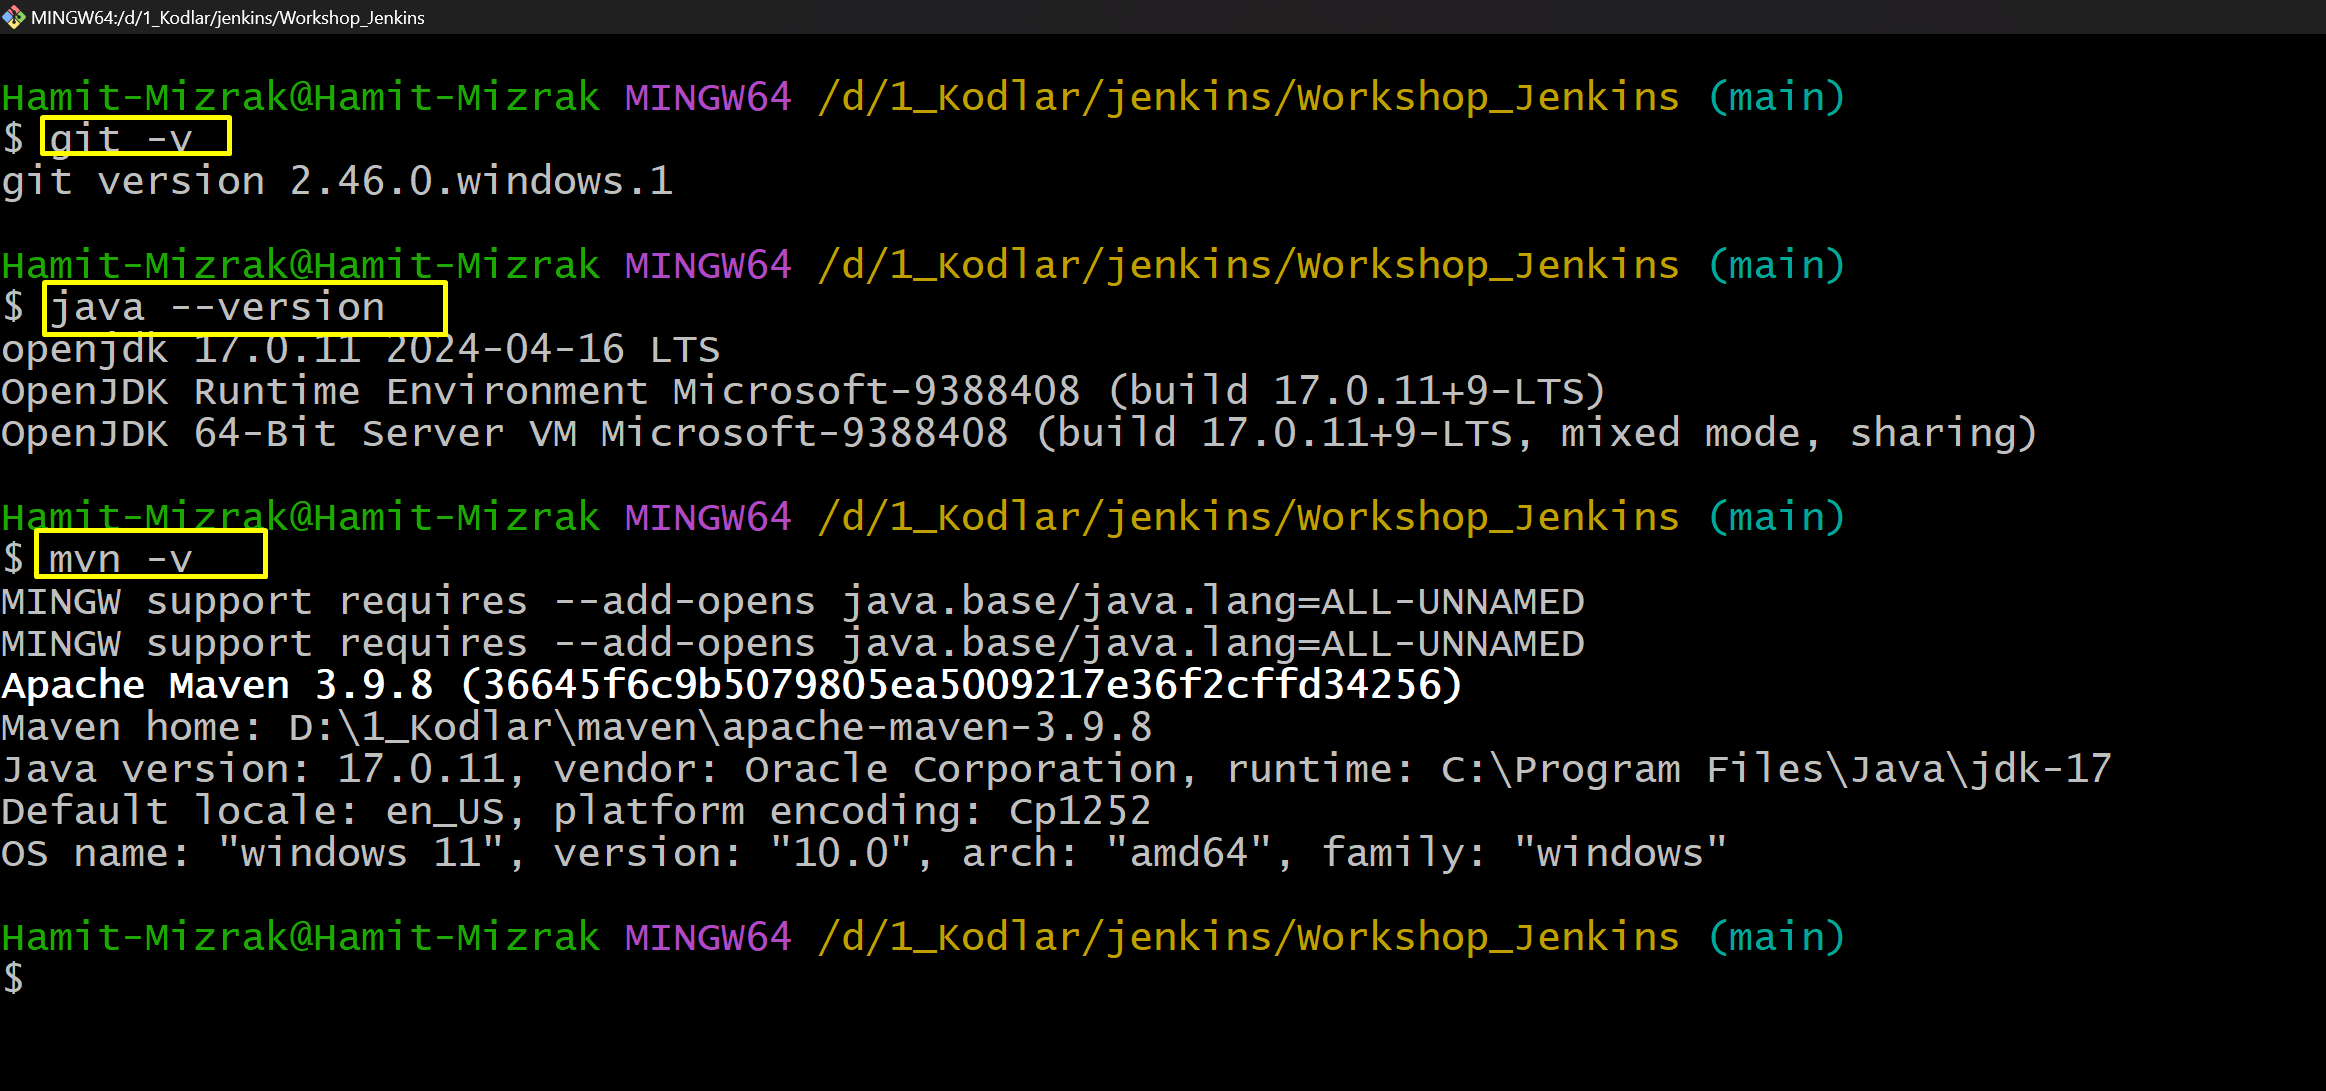 MINGW64:/d/1_Kodlar/jenkins/Workshop_Jenkins
Hamit-Mizrak@Hamit-Mizrak MINGW64 /d/1_Kodlar/jenkins/Workshop_Jenkins (main)
$ git -v
git version 2.46.0.windows.1
Hamit-Mizrak@Hamit-Mizrak MINGW64 /d/1_Kodlar/jenkins/Workshop_Jenkins (main)
$ java --version
openjdk 17.0.11 2024-04-16 LTS
OpenJDK Runtime Environment Microsoft-9388408 (build 17.0.11+9-LTS)
OpenJDK 64-Bit Server VM Microsoft-9388408 (build 17.0.11+9-LTS, mixed mode, sharing)
Hamit-Mizrak@Hamit-Mizrak MINGW64 /d/1_Kodlar/jenkins/Workshop_Jenkins (main)
$ mvn -v
MINGW support requires --add-opens java.base/java.lang=ALL-UNNAMED
MINGW support requires --add-opens java.base/java.lang=ALL-UNNAMED
Apache Maven 3.9.8 (36645f6c9b5079805ea5009217e36f2cffd34256)
Maven home: D:\1_Kodlar\maven\apache-maven-3.9.8
Java version: 17.0.11, vendor: Oracle Corporation, runtime: C:\Program Files\Java\jdk-17
Default locale: en_US, platform encoding: Cp1252
OS name: "windows 11", version: "10.0", arch: "amd64", family: "windows"
Hamit-Mizrak@Hamit-Mizrak MINGW64 /d/1_Kodlar/jenkins/Workshop_Jenkins (main)
$